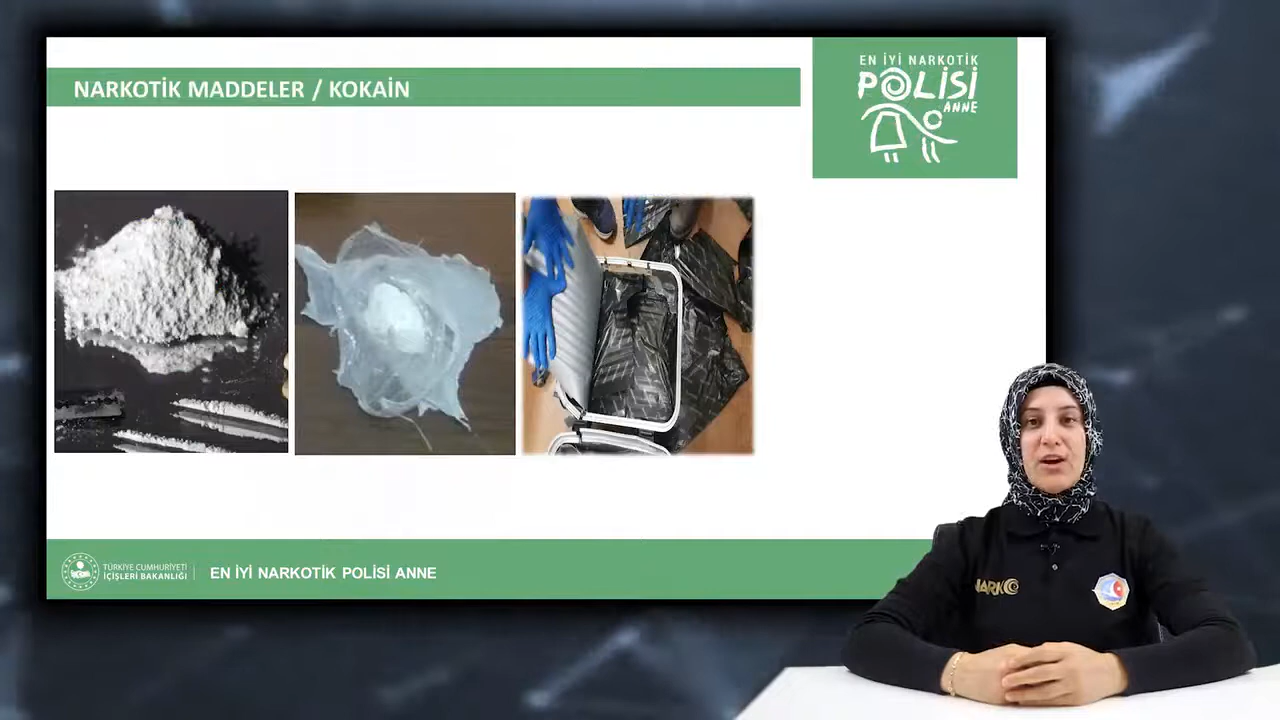 NARKOTİK MADDELER / KOKAİN
EN İYİ NARKOTİK
POLİSİ
ANNE
TÜRKİYE CUMHURİYETİ
İÇİŞLERİ BAKANLIĞI
EN İYİ NARKOTİK POLİSİ ANNE
NARKO